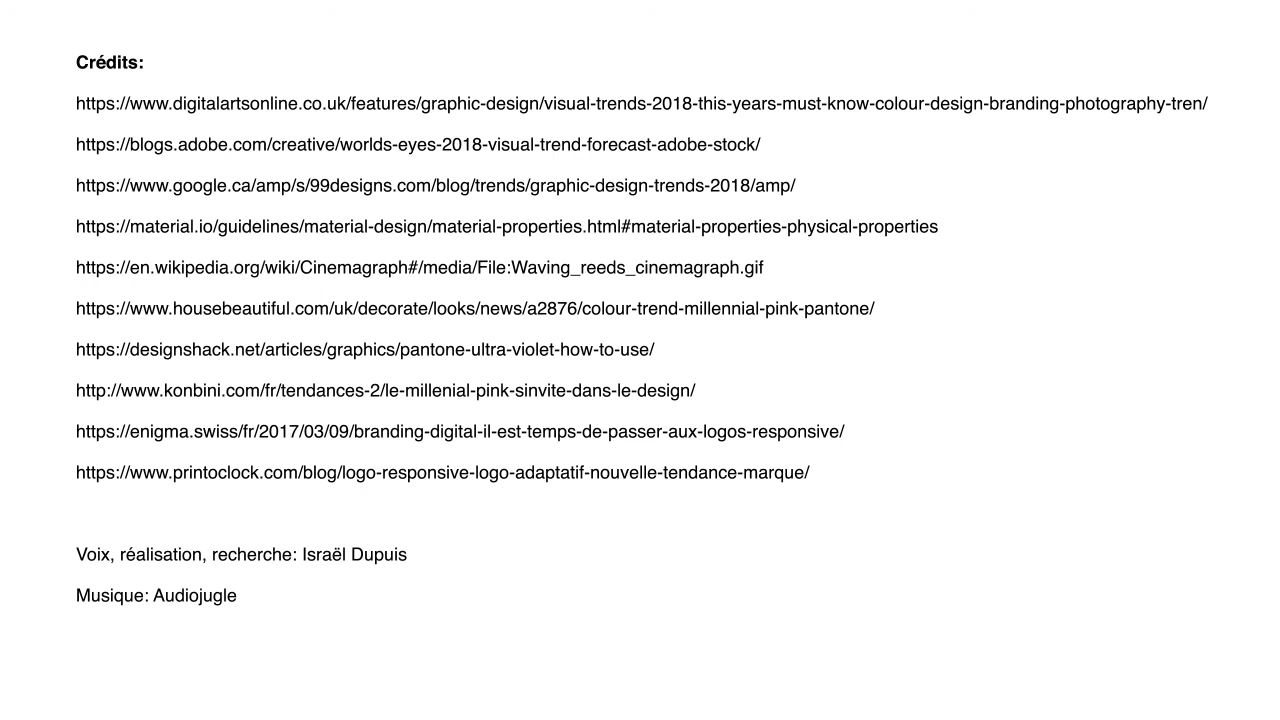 Crédits:
https://www.digitalartsonline.co.uk/features/graphic-design/visual-trends-2018-this-years-must-know-colour-design-branding-photography-tren/
https://blogs.adobe.com/creative/worlds-eyes-2018-visual-trend-forecast-adobe-stock/
https://www.google.ca/amp/s/99designs.com/blog/trends/graphic-design-trends-2018/amp/
https://material.io/guidelines/material-design/material-properties.html#material-properties-physical-properties
https://en.wikipedia.org/wiki/Cinemagraph#/media/File:Waving_reeds_cinemagraph.gif
https://www.housebeautiful.com/uk/decorate/looks/news/a2876/colour-trend-millennial-pink-pantone/
https://designshack.net/articles/graphics/pantone-ultra-violet-how-to-use/
http://www.konbini.com/fr/tendances-2/le-millenial-pink-sinvite-dans-le-design/
https://enigma.swiss/fr/2017/03/09/branding-digital-il-est-temps-de-passer-aux-logos-responsive/
https://www.printoclock.com/blog/logo-responsive-logo-adaptatif-nouvelle-tendance-marque/
Voix, réalisation, recherche: Israël Dupuis
Musique: Audiojugle